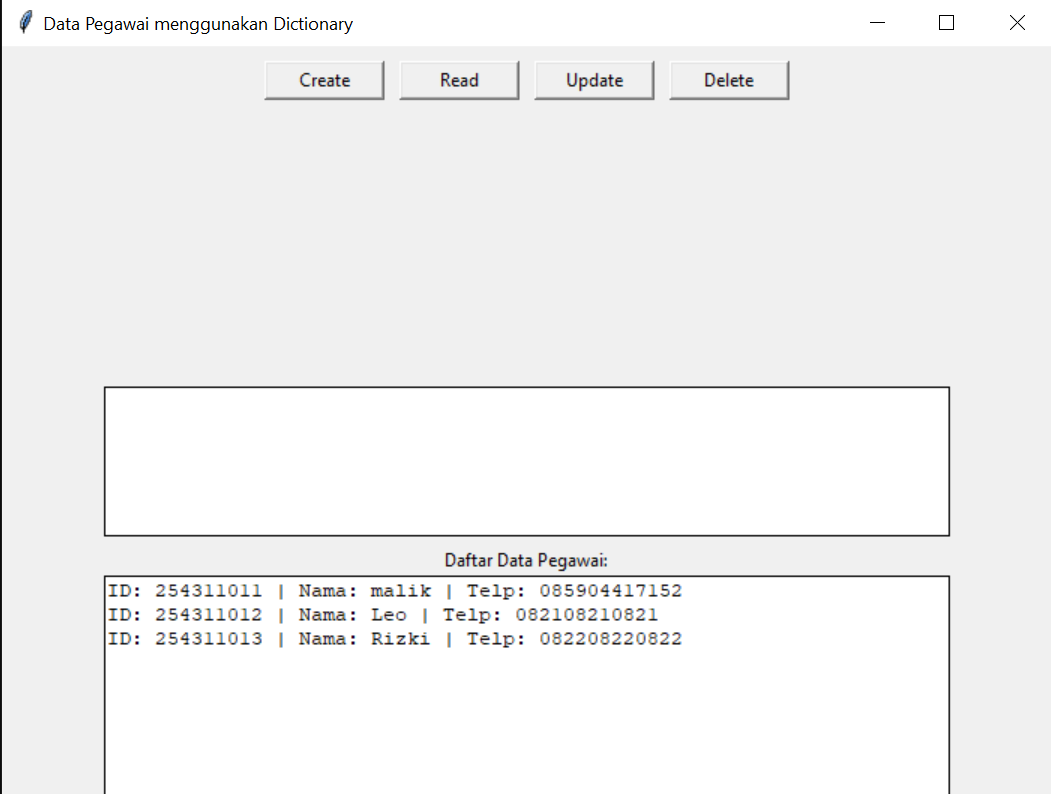 Data Pegawai menggunakan Dictionary
Create Read Update Delete
Daftar Data Pegawai:
ID: 254311011 | Nama: malik | Telp: 085904417152
ID: 254311012 | Nama: Leo | Telp: 082108210821
ID: 254311013 | Nama: Rizki | Telp: 082208220822